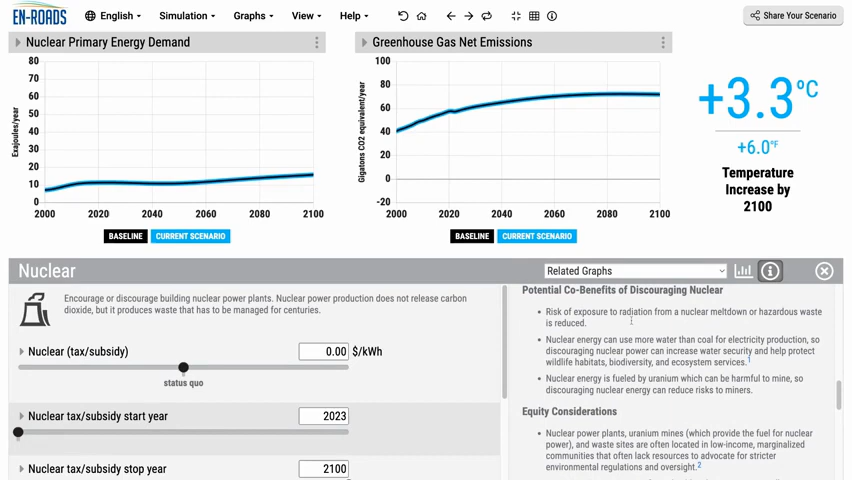 EN-ROADS
English
Simulation
Graphs
View
Help
Share Your Scenario
Nuclear Primary Energy Demand
Exajoules/year
80
70
60
50
40
30
20
10
0
2000 2020 2040 2060 2080 2100
BASELINE CURRENT SCENARIO
Greenhouse Gas Net Emissions
Gigatons CO2 equivalent/year
100
80
60
40
20
0
-20
2000 2020 2040 2060 2080 2100
BASELINE CURRENT SCENARIO
+3.3°C
+6.0°F
Temperature
Increase by
2100
Nuclear
Related Graphs
Encourage or discourage building nuclear power plants. Nuclear power production does not release carbon
dioxide, but it produces waste that has to be managed for centuries.
Nuclear (tax/subsidy) 0.00 $/kWh
status quo
Nuclear tax/subsidy start year 2023
Nuclear tax/subsidy stop year 2100
Potential Co-Benefits of Discouraging Nuclear
• Risk of exposure to radiation from a nuclear meltdown or hazardous waste
is reduced.
• Nuclear energy can use more water than coal for electricity production, so
discouraging nuclear power can increase water security and help protect
wildlife habitats, biodiversity, and ecosystem services.1
• Nuclear energy is fueled by uranium which can be harmful to mine, so
discouraging nuclear energy can reduce risks to miners.
Equity Considerations
• Nuclear power plants, uranium mines (which provide the fuel for nuclear
power), and waste sites are often located in low-income, marginalized
communities that often lack resources to advocate for stricter
environmental regulations and oversight.2